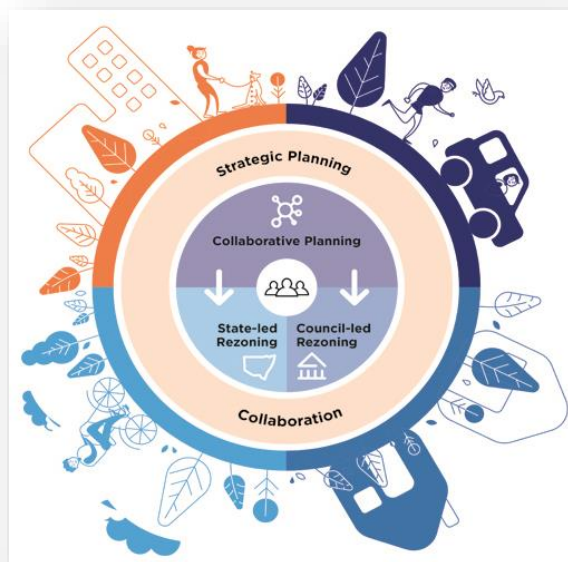 Strategic Planning
Collaborative Planning
State-led
Rezoning
Council-led
Rezoning
Collaboration